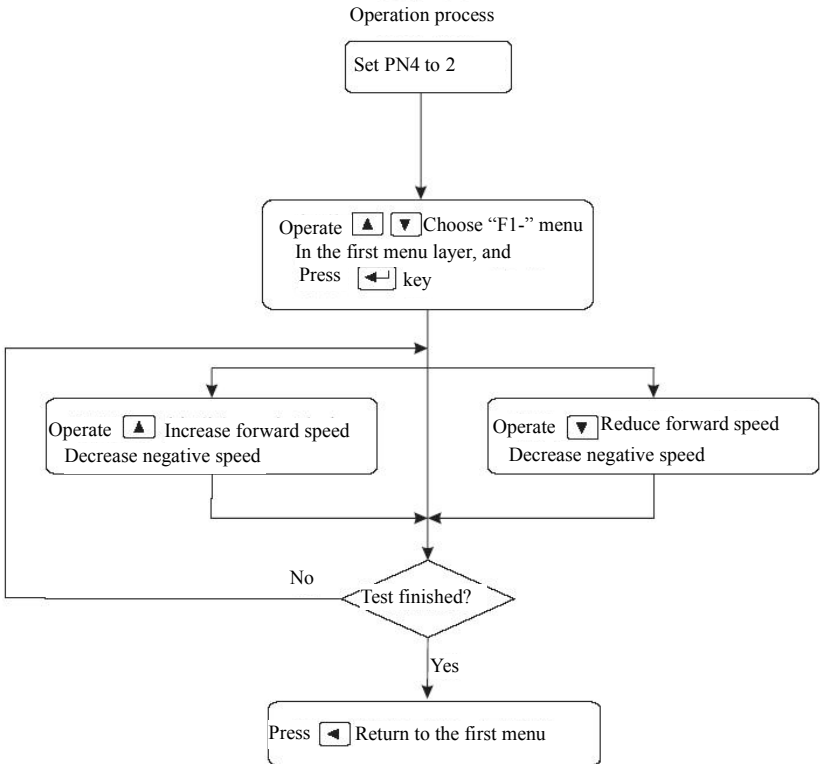 Operation process
Set PN4 to 2
Operate ▲ ▼ Choose “F1-” menu
In the first menu layer, and
Press ↵ key
Operate ▲ Increase forward speed
Decrease negative speed
Operate ▼ Reduce forward speed
Decrease negative speed
No
Test finished?
Yes
Press ◄ Return to the first menu